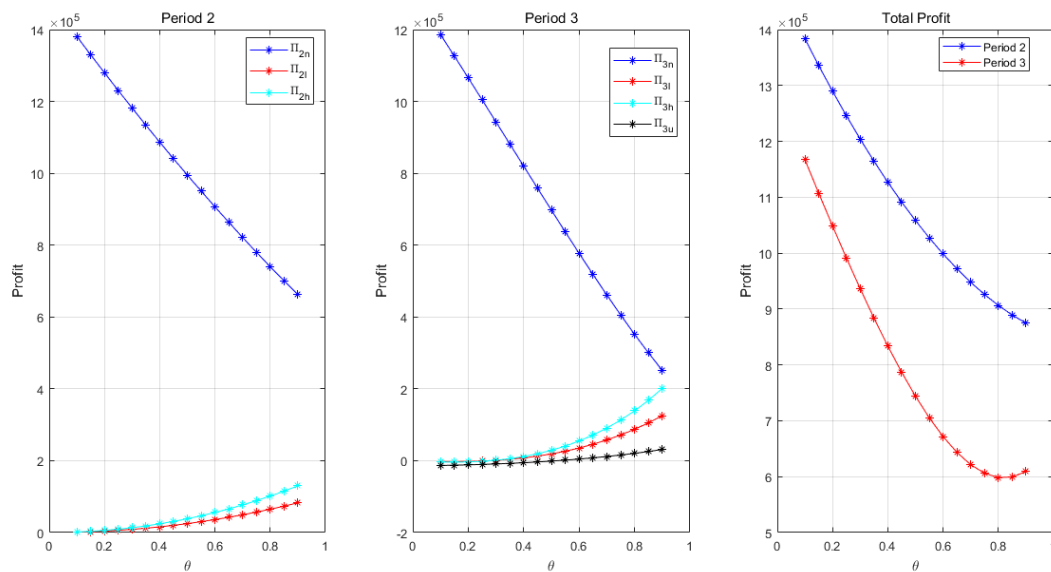 Period 2
×10⁵
14
12
10
8
6
4
2
0
Profit
0 0.2 0.4 0.6 0.8 1
θ
Π2n
Π2l
Π2h
Period 3
×10⁵
12
10
8
6
4
2
0
-2
Profit
0 0.2 0.4 0.6 0.8 1
θ
Π3n
Π3l
Π3h
Π3u
Total Profit
×10⁵
14
13
12
11
10
9
8
7
6
5
Profit
0 0.2 0.4 0.6 0.8 1
θ
Period 2
Period 3